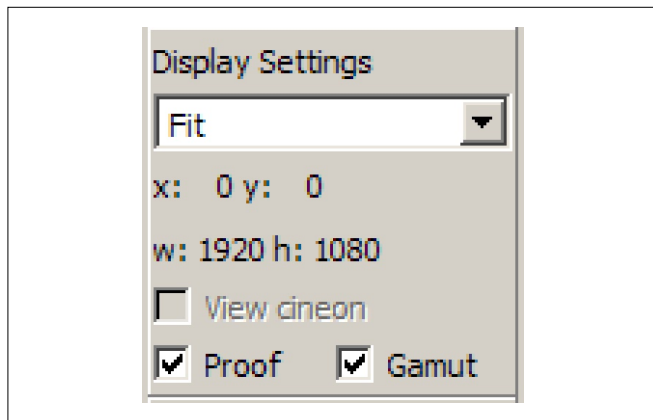 Display Settings
Fit
x: 0 y: 0
w: 1920 h: 1080
View cineon
Proof Gamut